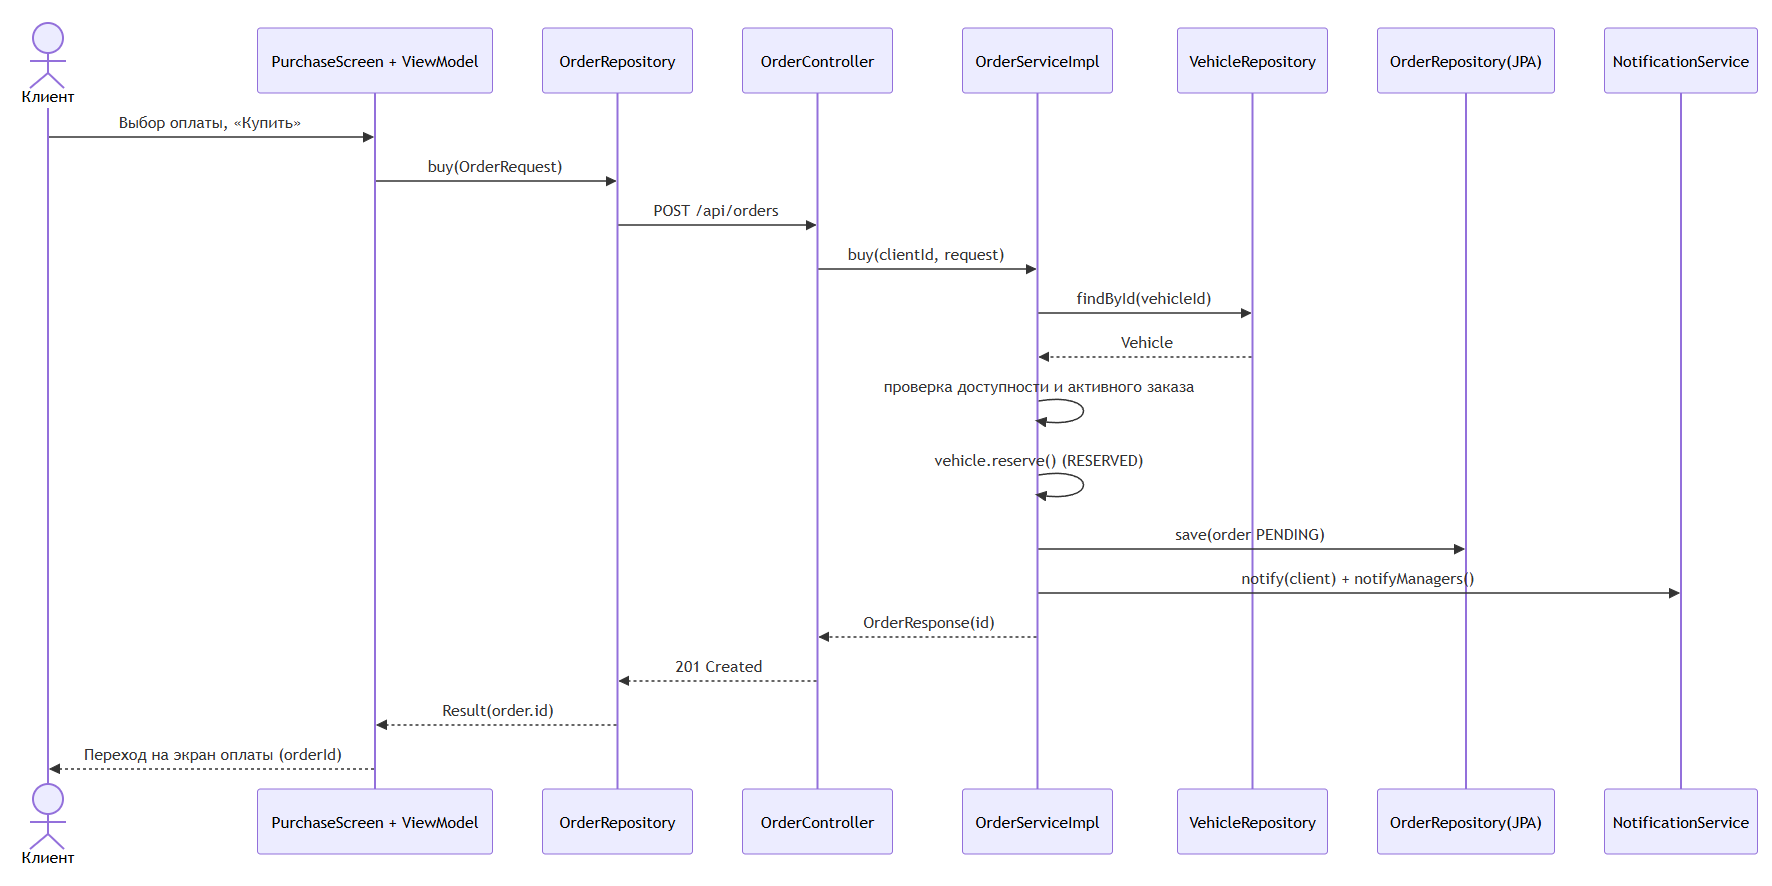 Клиент
PurchaseScreen + ViewModel
OrderRepository
OrderController
OrderServiceImpl
VehicleRepository
OrderRepository(JPA)
NotificationService
Выбор оплаты, «Купить»
buy(OrderRequest)
POST /api/orders
buy(clientId, request)
findById(vehicleId)
Vehicle
проверка доступности и активного заказа
vehicle.reserve() (RESERVED)
save(order PENDING)
notify(client) + notifyManagers()
OrderResponse(id)
201 Created
Result(order.id)
Переход на экран оплаты (orderId)
Клиент
PurchaseScreen + ViewModel
OrderRepository
OrderController
OrderServiceImpl
VehicleRepository
OrderRepository(JPA)
NotificationService